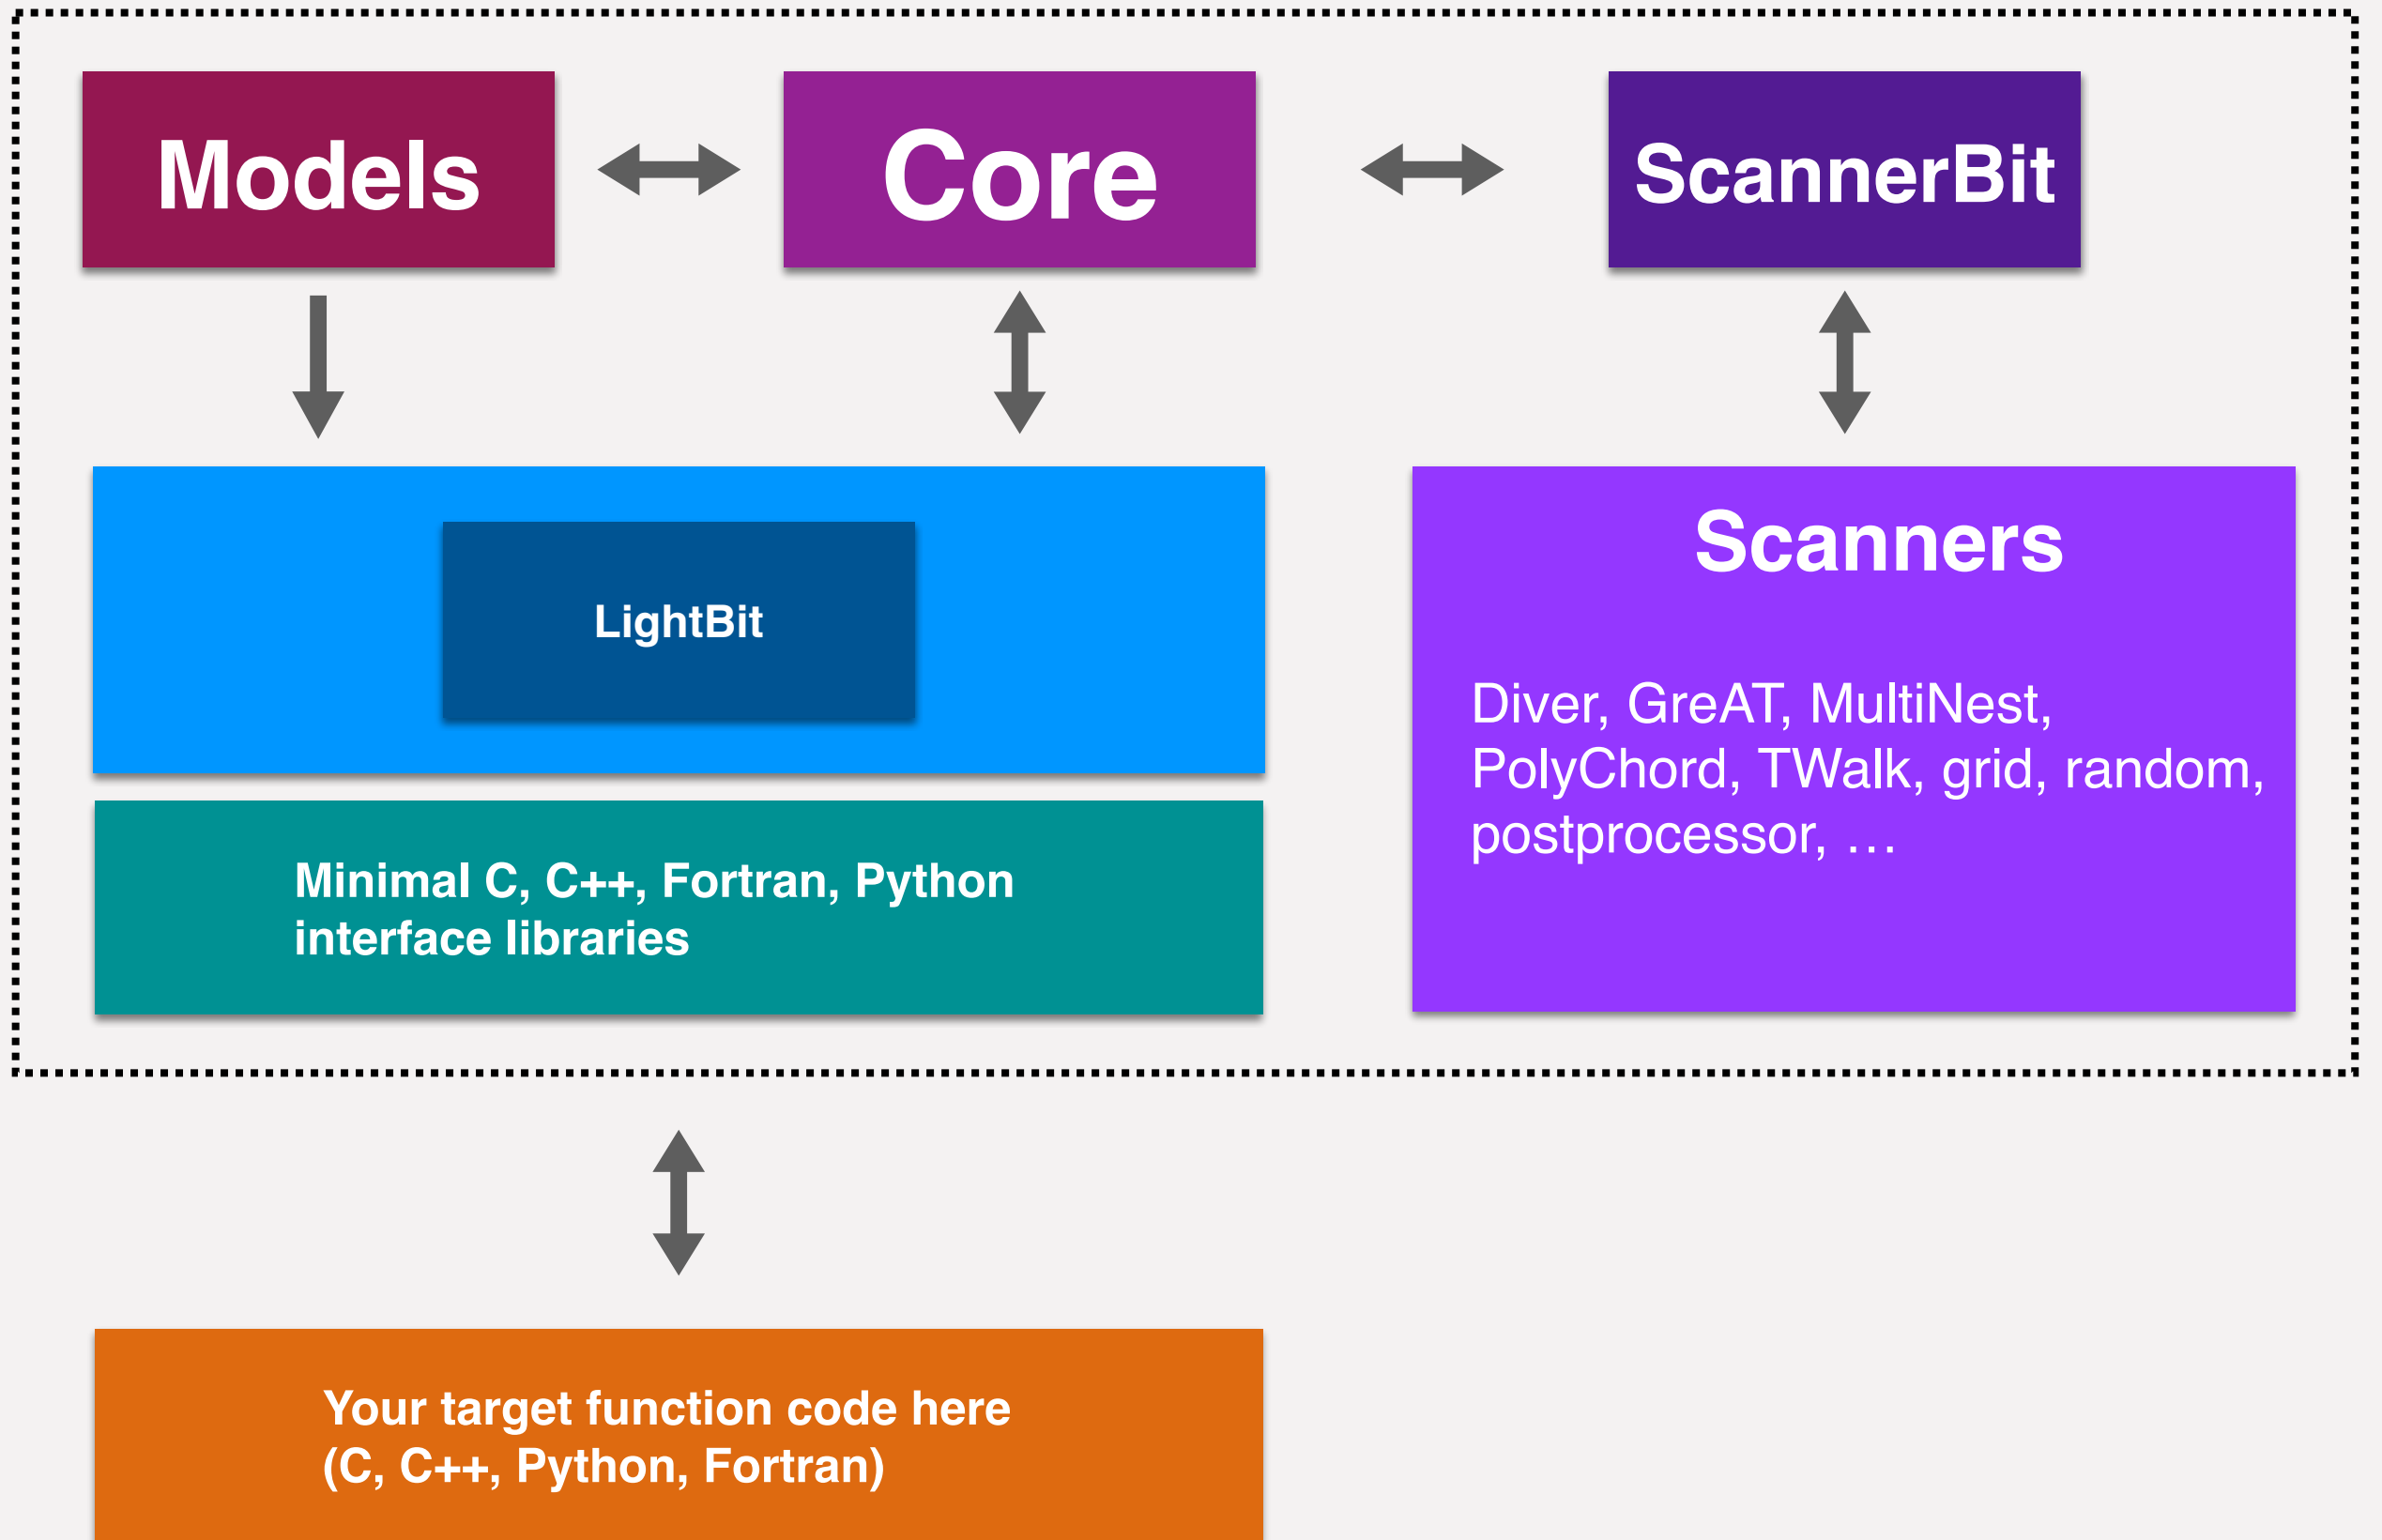 Models
Core
ScannerBit
LightBit
Scanners
Diver, GreAT, MultiNest,
PolyChord, TWalk, grid, random,
postprocessor, …
Minimal C, C++, Fortran, Python
interface libraries
Your target function code here
(C, C++, Python, Fortran)